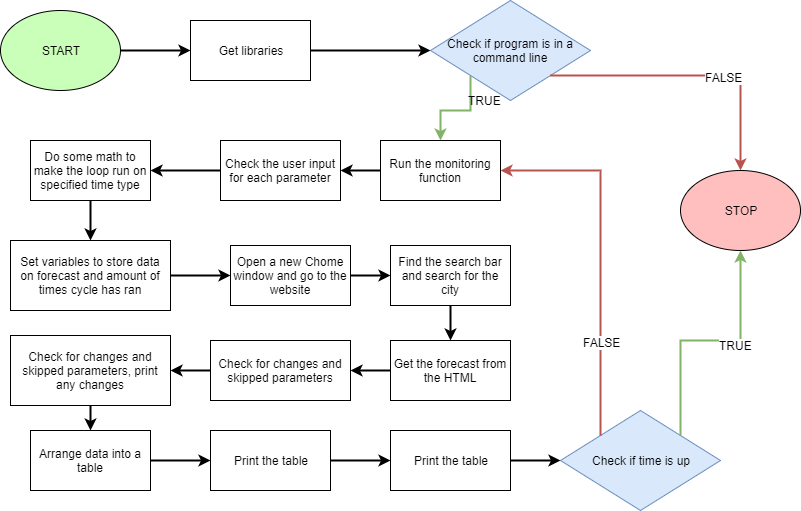 START
Get libraries
Check if program is in a
command line
FALSE
TRUE
Do some math to
make the loop run on
specified time type
Check the user input
for each parameter
Run the monitoring
function
STOP
Set variables to store data
on forecast and amount of
times cycle has ran
Open a new Chome
window and go to the
website
Find the search bar
and search for the
city
FALSE
TRUE
Check for changes and
skipped parameters, print
any changes
Check for changes and
skipped parameters
Get the forecast from
the HTML
Arrange data into a
table
Print the table
Print the table
Check if time is up